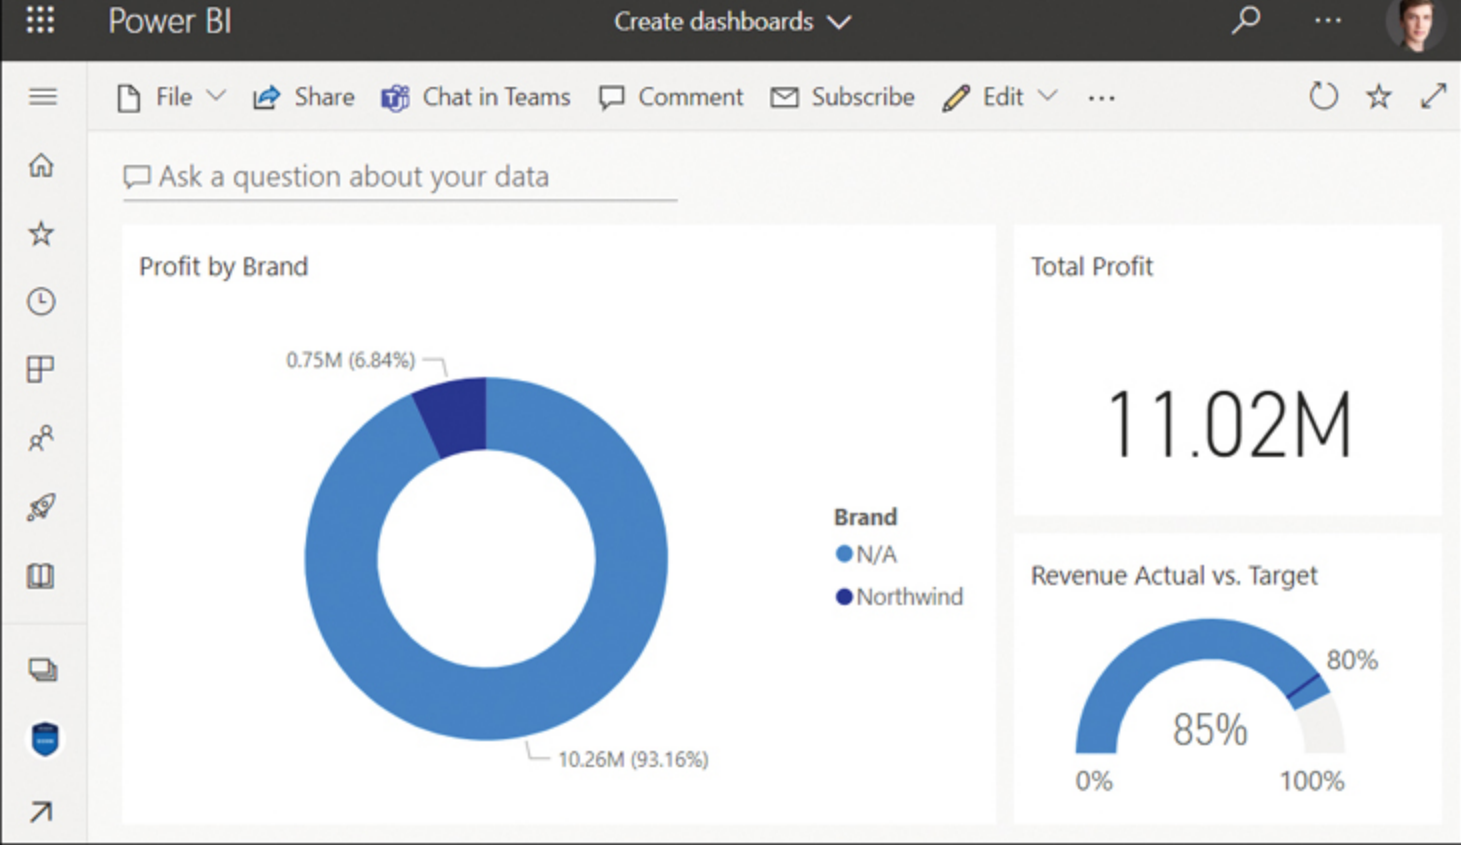 Power BI
Create dashboards
File
Share
Chat in Teams
Comment
Subscribe
Edit
Ask a question about your data
Profit by Brand
0.75M (6.84%)
10.26M (93.16%)
Brand
N/A
Northwind
Total Profit
11.02M
Revenue Actual vs. Target
80%
85%
0%
100%